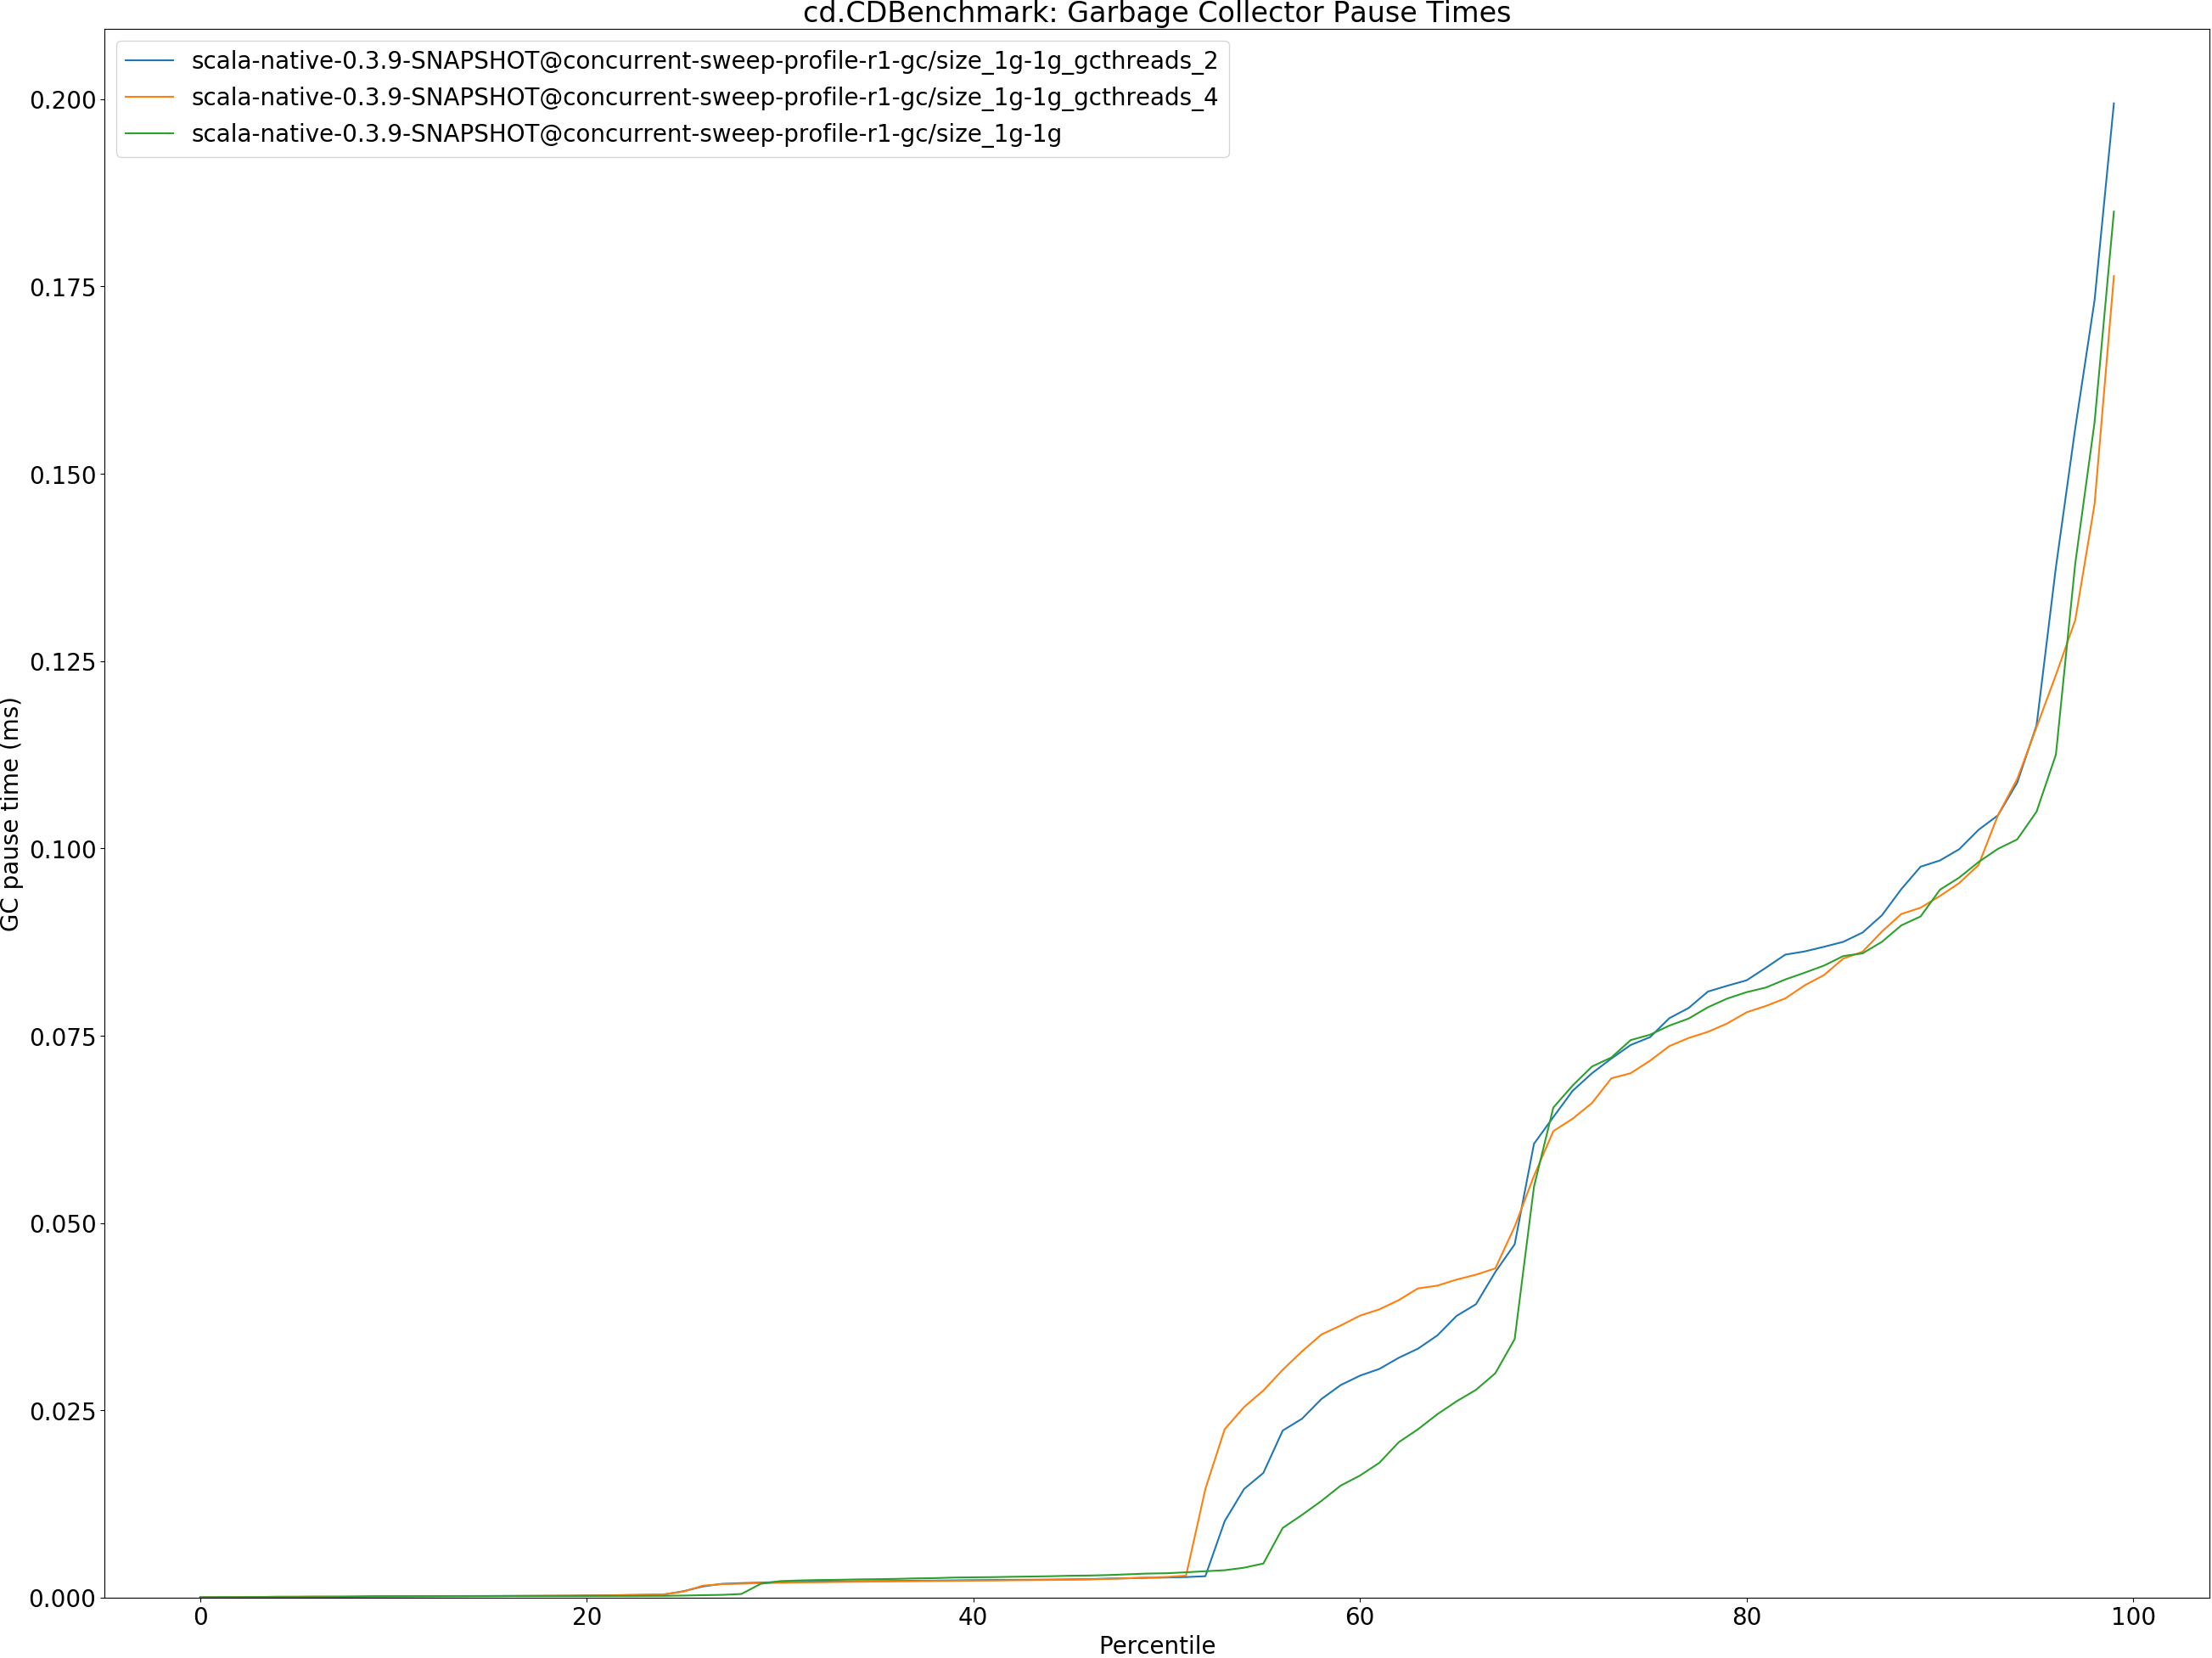 cd.CDBenchmark: Garbage Collector Pause Times
scala-native-0.3.9-SNAPSHOT@concurrent-sweep-profile-r1-gc/size_1g-1g_gcthreads_2
scala-native-0.3.9-SNAPSHOT@concurrent-sweep-profile-r1-gc/size_1g-1g_gcthreads_4
scala-native-0.3.9-SNAPSHOT@concurrent-sweep-profile-r1-gc/size_1g-1g
GC pause time (ms)
0.200
0.175
0.150
0.125
0.100
0.075
0.050
0.025
0.000
0 20 40 60 80 100
Percentile